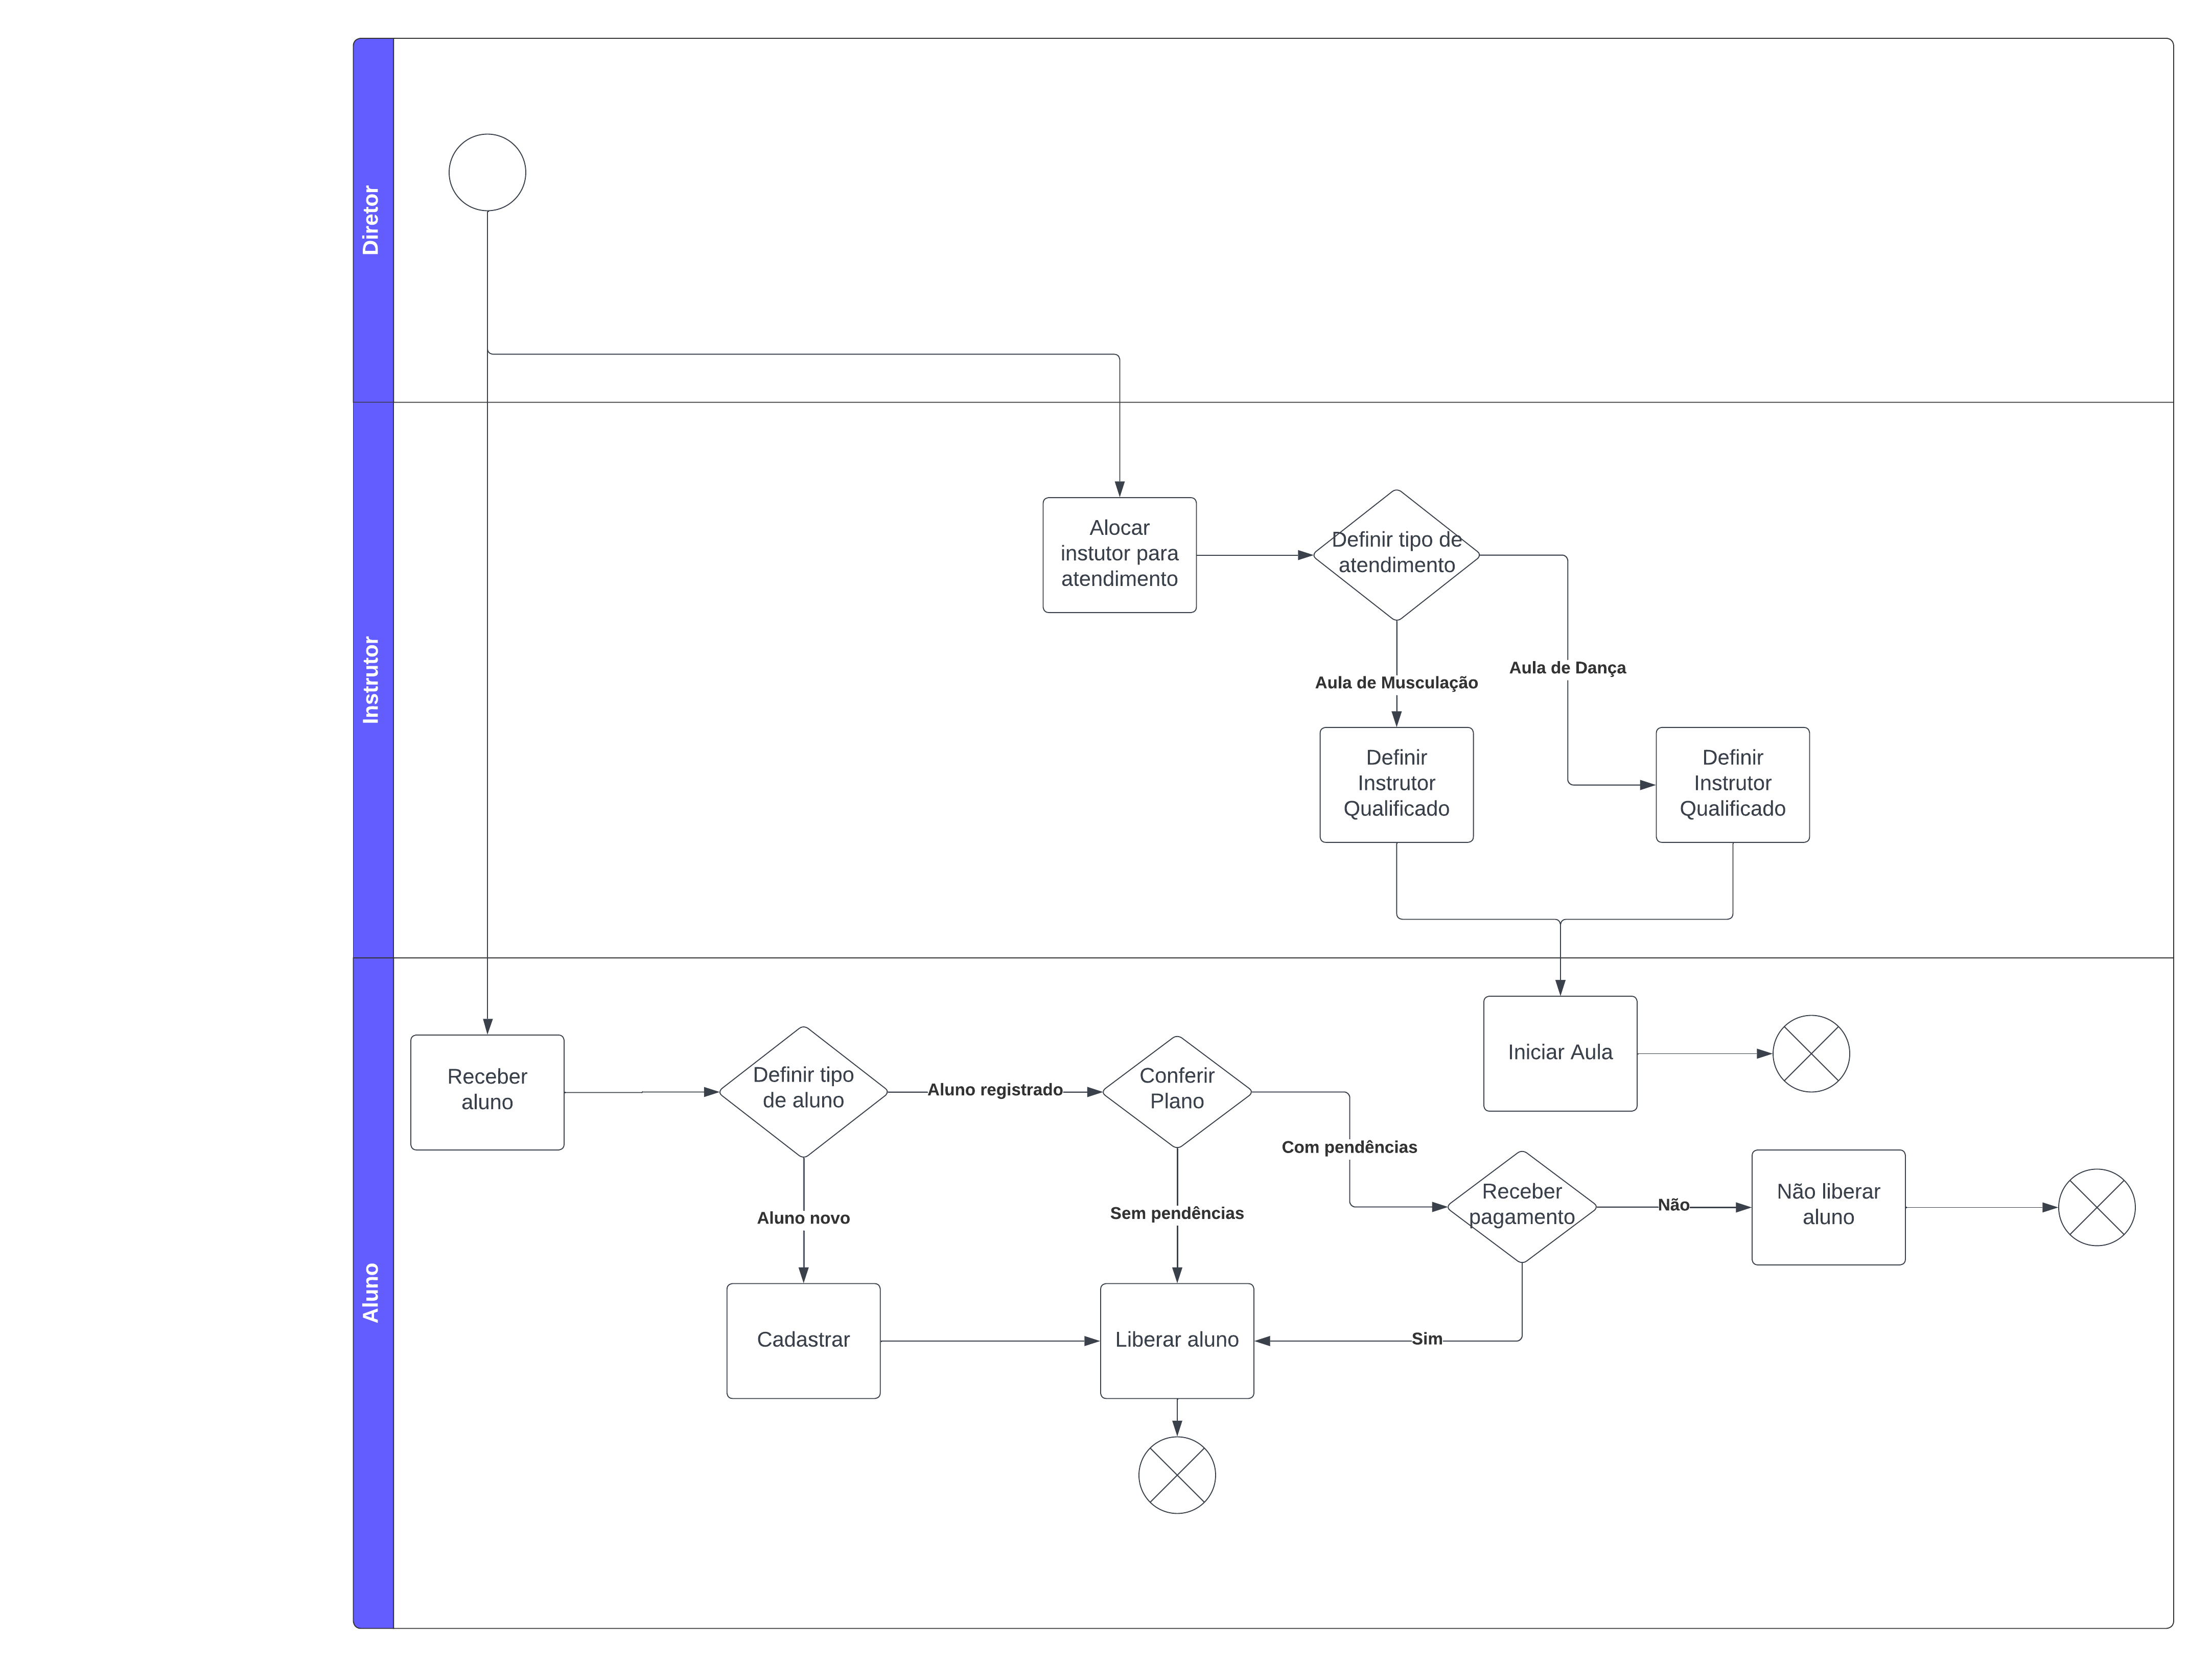 Diretor
Instrutor
Alocar
instutor para
atendimento
Definir tipo de
atendimento
Aula de Musculação
Aula de Dança
Definir
Instrutor
Qualificado
Definir
Instrutor
Qualificado
Aluno
Iniciar Aula
Receber
aluno
Definir tipo
de aluno
Aluno registrado
Conferir
Plano
Com pendências
Receber
pagamento
Não
Não liberar
aluno
Aluno novo
Sem pendências
Cadastrar
Liberar aluno
Sim